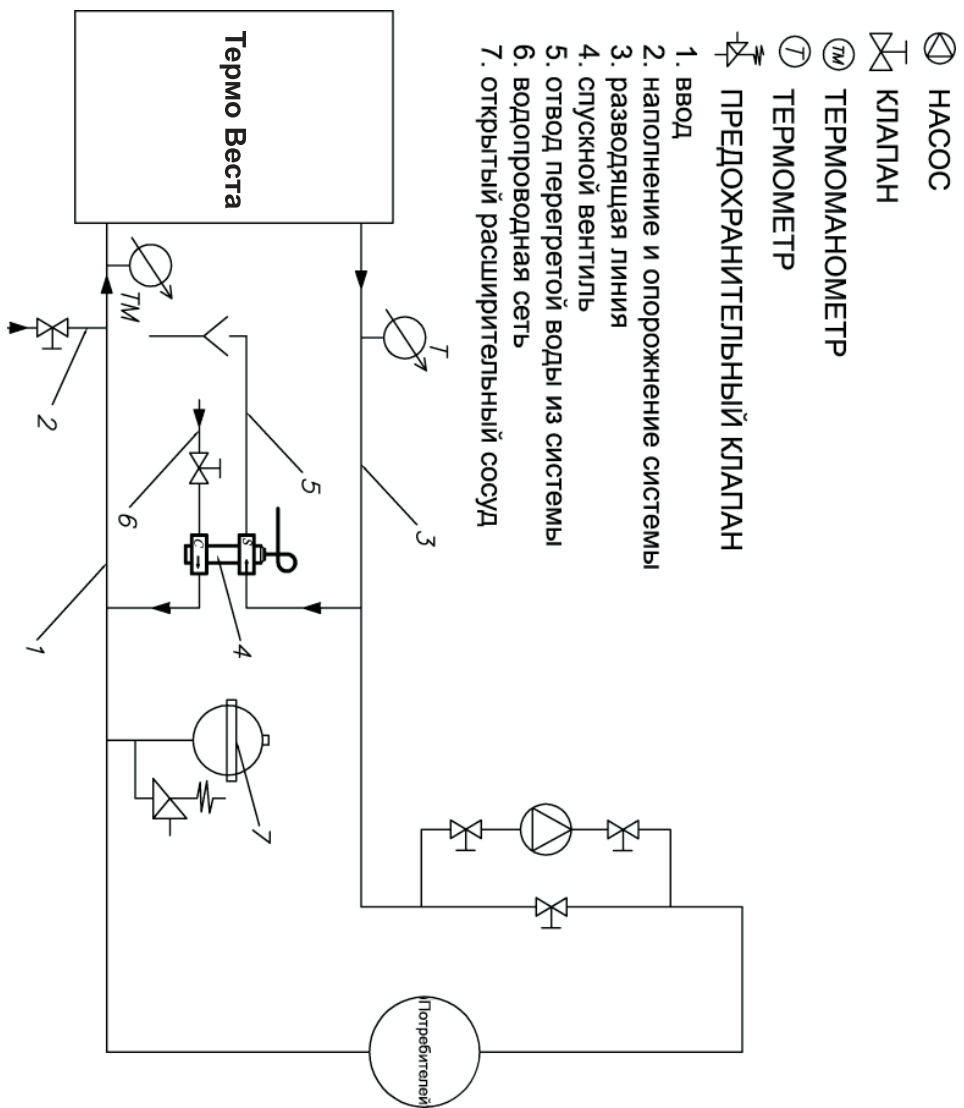 НАСОС
КЛАПАН
ТМ ТЕРМОМАНОМЕТР
Т ТЕРМОМЕТР
ПРЕДОХРАНИТЕЛЬНЫЙ КЛАПАН
1. ввод
2. наполнение и опорожнение системы
3. разводящая линия
4. спускной вентиль
5. отвод перегретой воды из системы
6. водопроводная сеть
7. открытый расширительный сосуд
Термо Веста
Т
ТМ
3
5
S
C
2
6
4
1
7
Потребителей